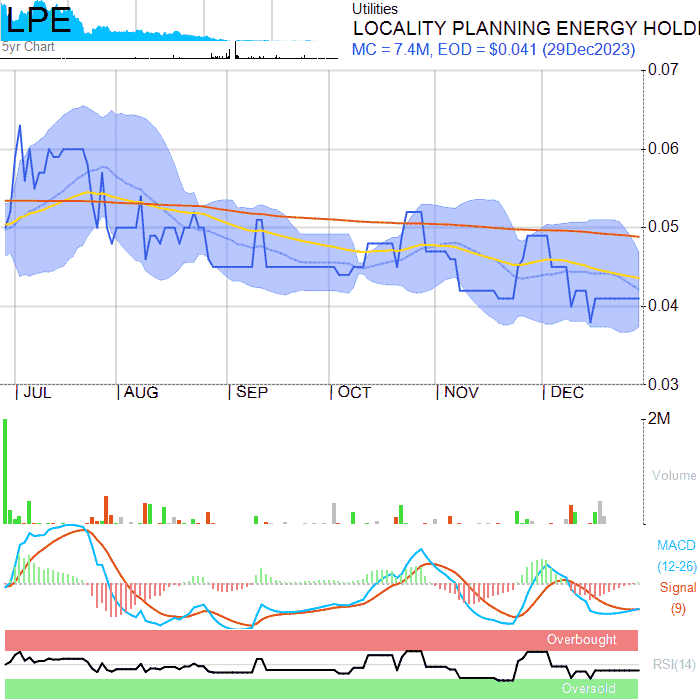 LPE
5yr Chart
Utilities
LOCALITY PLANNING ENERGY HOLDI
MC = 7.4M, EOD = $0.041 (29Dec2023)
0.07
0.06
0.05
0.04
0.03
JUL AUG SEP OCT NOV DEC
2M
Volume
MACD
(12-26)
Signal
(9)
Overbought
RSI(14)
Oversold